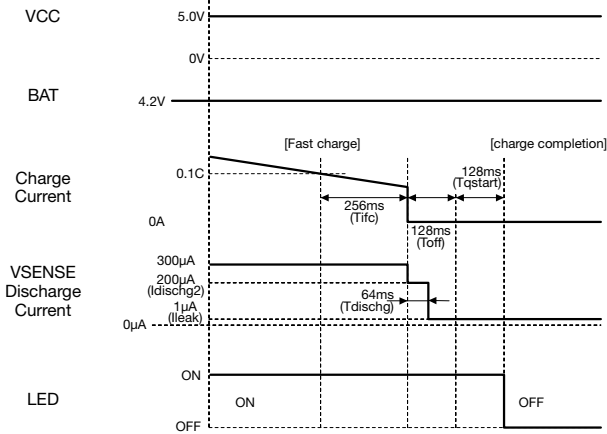 VCC
5.0V
0V
BAT
4.2V
[Fast charge]
[charge completion]
Charge
Current
0.1C
0A
256ms
(Tifc)
128ms
(Toff)
128ms
(Tqstart)
VSENSE
Discharge
Current
300µA
200µA
(Idischg2)
1µA
(Ileak)
0µA
64ms
(Tdischg)
LED
ON
OFF
ON
OFF